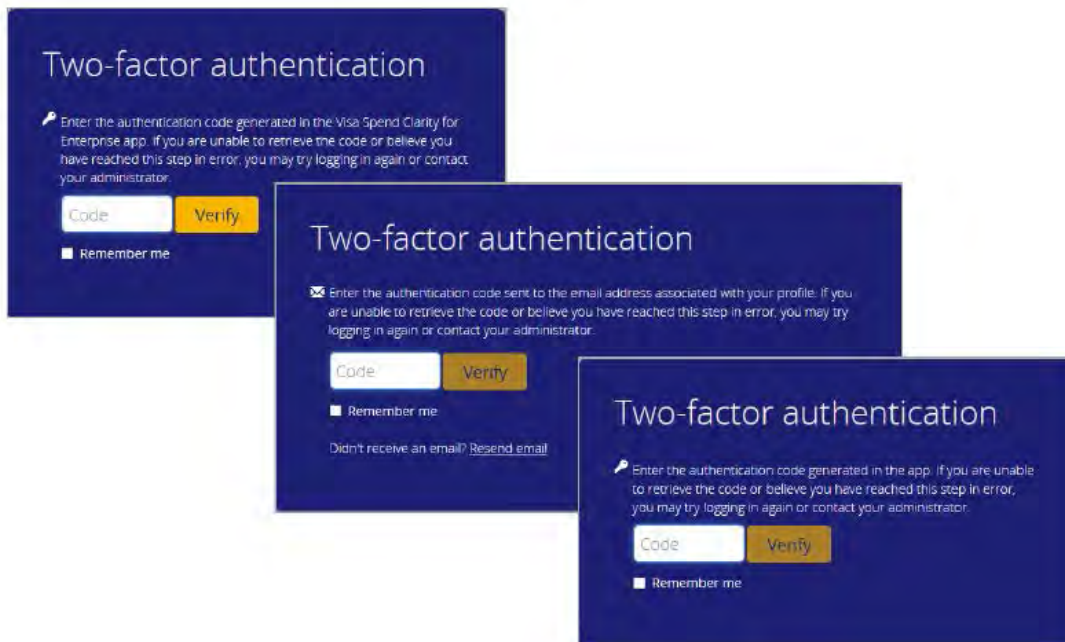 Two-factor authentication
Enter the authentication code generated in the Visa Spend Clarity for
Enterprise app. If you are unable to retrieve the code or believe you
have reached this step in error, you may try logging in again or contact
your administrator.
Code
Verify
Remember me
Two-factor authentication
Enter the authentication code sent to the email address associated with your profile. If you
are unable to retrieve the code or believe you have reached this step in error, you may try
logging in again or contact your administrator.
Code
Verify
Remember me
Didn't receive an email? Resend email
Two-factor authentication
Enter the authentication code generated in the app. If you are unable
to retrieve the code or believe you have reached this step in error,
you may try logging in again or contact your administrator.
Code
Verify
Remember me